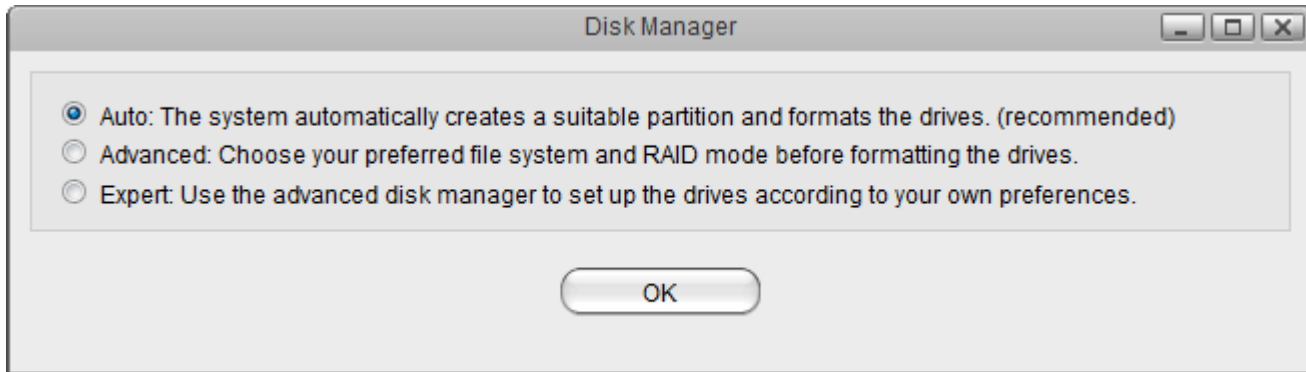 Disk Manager
Auto: The system automatically creates a suitable partition and formats the drives. (recommended)
Advanced: Choose your preferred file system and RAID mode before formatting the drives.
Expert: Use the advanced disk manager to set up the drives according to your own preferences.
OK